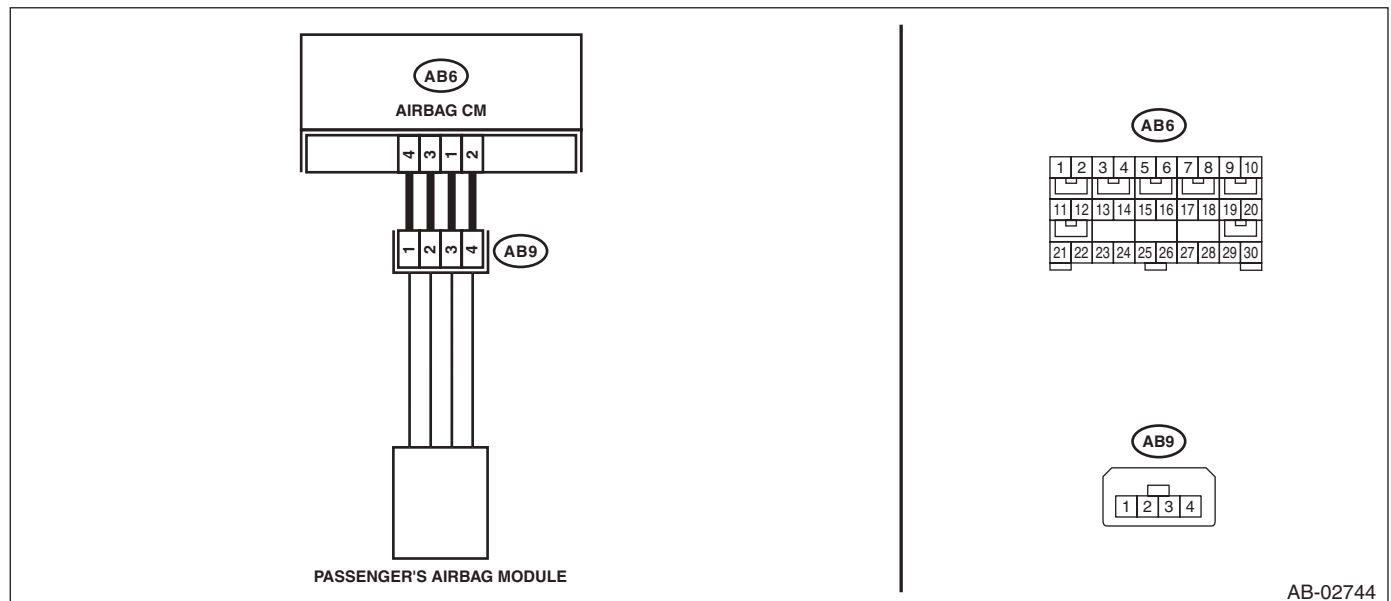 AB6
AIRBAG CM
4 3 1 2
1 2 3 4
AB9
PASSENGER'S AIRBAG MODULE
AB6
1 2 3 4 5 6 7 8 9 10
11 12 13 14 15 16 17 18 19 20
21 22 23 24 25 26 27 28 29 30
AB9
1 2 3 4
AB-02744